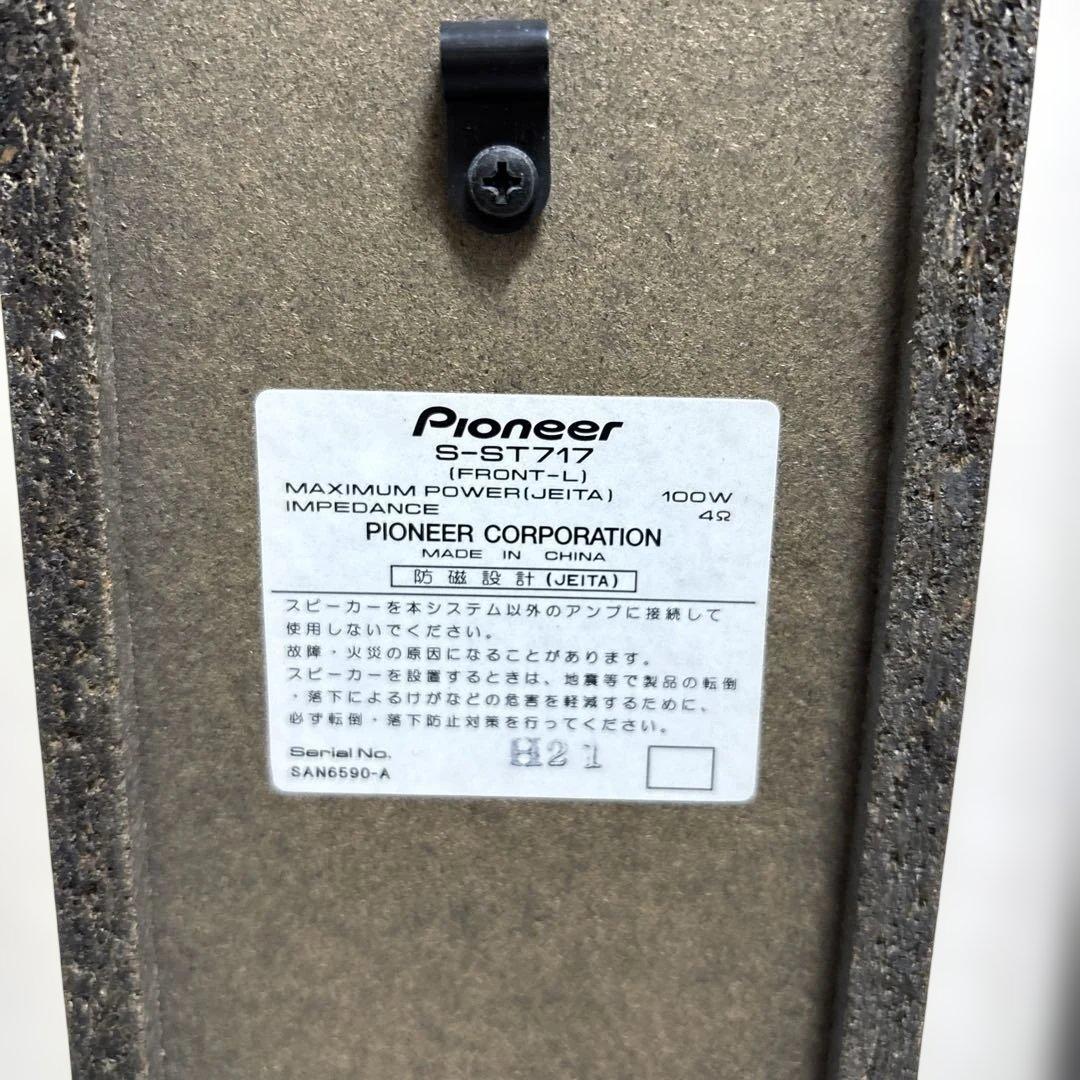 Pioneer
S-ST717
(FRONT-L)
MAXIMUM POWER(JEITA) 100W
IMPEDANCE 4Ω
PIONEER CORPORATION
MADE IN CHINA
防磁設計(JEITA)
スピーカーを本システム以外のアンプに接続して
使用しないでください。
故障・火災の原因になることがあります。
スピーカーを設置するときは、地震等で製品の転倒
・落下によるけがなどの危害を軽減するために、
必ず転倒・落下防止対策を行ってください。
Serial No. H21
SAN6590-A